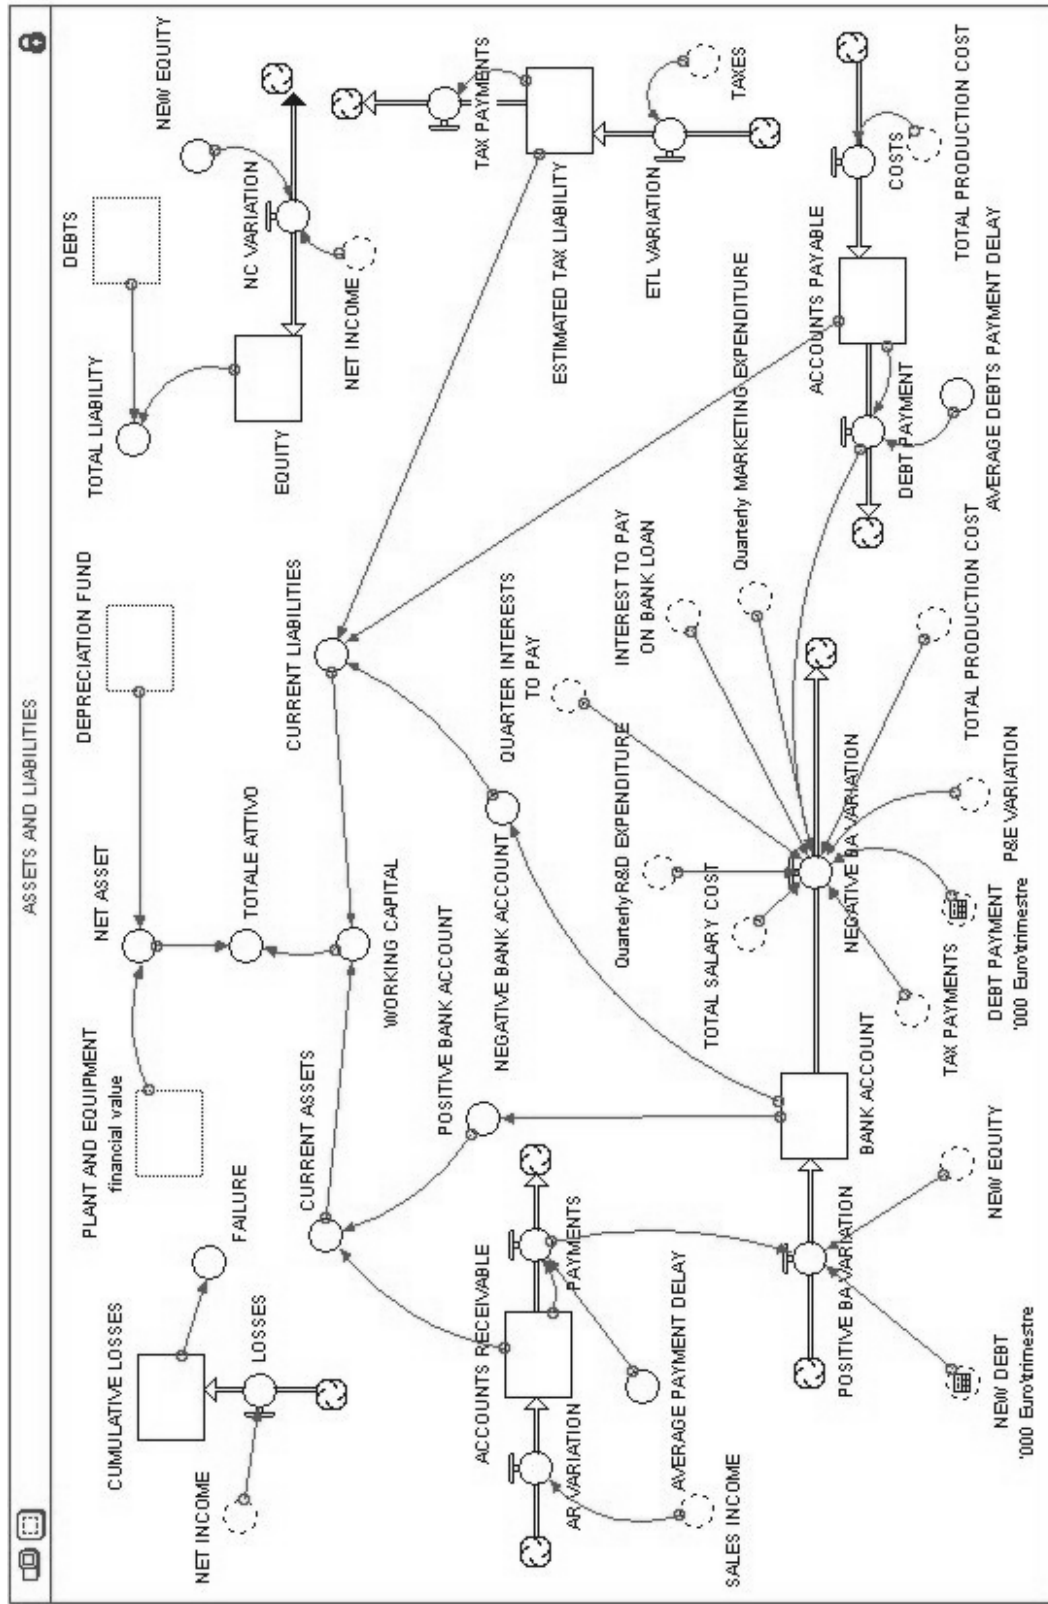 ASSETS AND LIABILITIES
CUMULATIVE LOSSES
NET INCOME
LOSSES
FAILURE
PLANT AND EQUIPMENT
financial value
NET ASSET
DEPRECIATION FUND
TOTALE ATTIVO
TOTAL LIABILITY
DEBTS
EQUITY
NC VARIATION
NEW EQUITY
NET INCOME
CURRENT ASSETS
WORKING CAPITAL
CURRENT LIABILITIES
TAX PAYMENTS
ESTIMATED TAX LIABILITY
ETL VARIATION
TAXES
POSITIVE BANK ACCOUNT
NEGATIVE BANK ACCOUNT
QUARTER INTERESTS
TO PAY
ACCOUNTS RECEIVABLE
AR VARIATION
PAYMENTS
AVERAGE PAYMENT DELAY
SALES INCOME
Quarterly R&D EXPENDITURE
TOTAL SALARY COST
INTEREST TO PAY
ON BANK LOAN
Quarterly MARKETING EXPENDITURE
ACCOUNTS PAYABLE
COSTS
TOTAL PRODUCTION COST
DEBT PAYMENT
AVERAGE DEBTS PAYMENT DELAY
POSITIVE BA VARIATION
BANK ACCOUNT
NEGATIVE BA VARIATION
NEW DEBT
'000 Euro/trimestre
NEW EQUITY
TAX PAYMENTS
DEBT PAYMENT
'000 Euro/trimestre
P&E VARIATION
TOTAL PRODUCTION COST